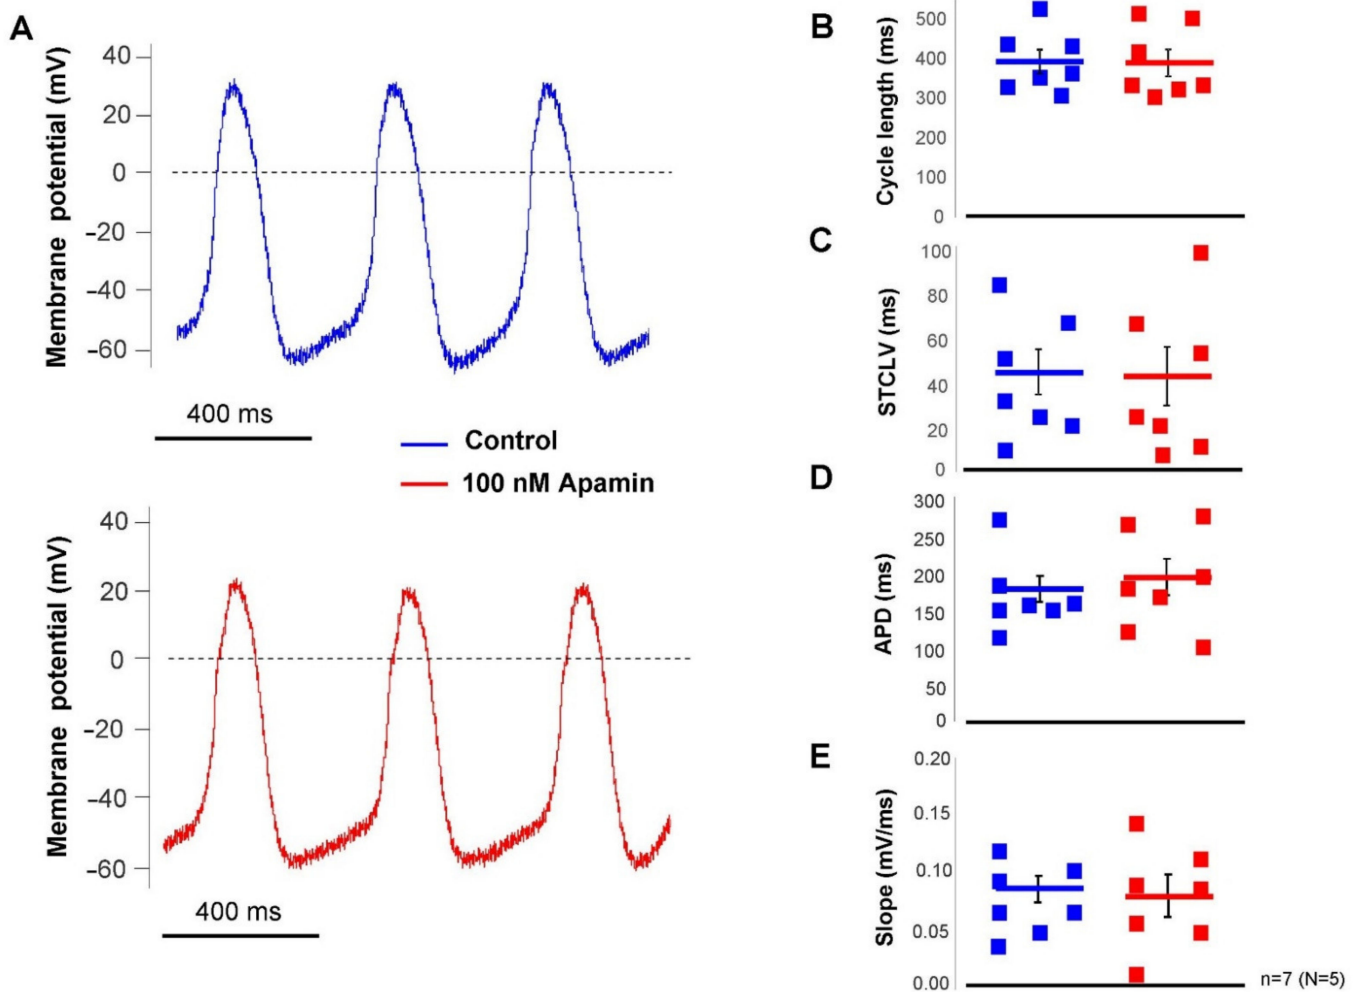 A
Membrane potential (mV)
40
20
0
-20
-40
-60
400 ms
Control
100 nM Apamin
Membrane potential (mV)
40
20
0
-20
-40
-60
400 ms
B
Cycle length (ms)
500
400
300
200
100
0
C
STCLV (ms)
100
80
60
40
20
0
D
APD (ms)
300
250
200
150
100
50
0
E
Slope (mV/ms)
0.20
0.15
0.10
0.05
0.00
n=7 (N=5)